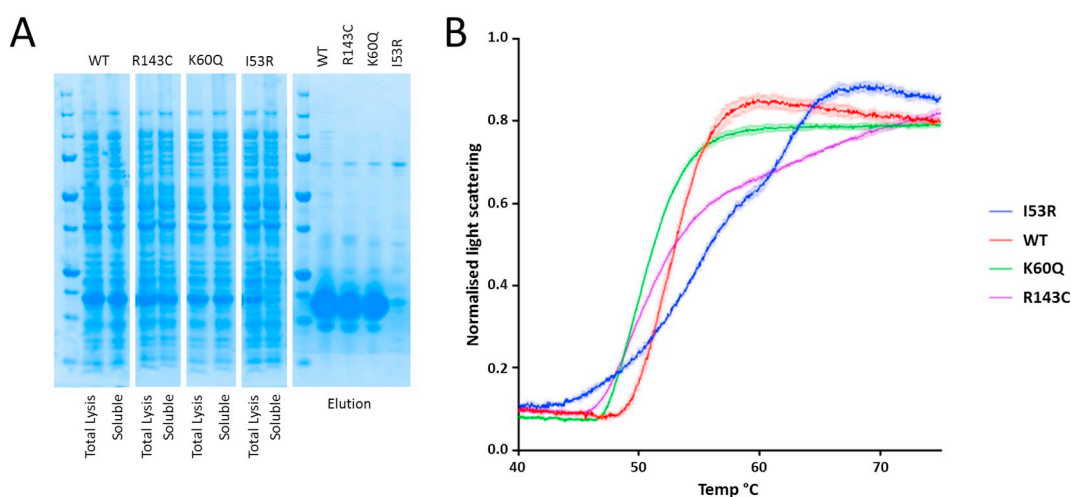 A
WT
R143C
K60Q
I53R
WT
R143C
K60Q
I53R
Total Lysis
Soluble
Total Lysis
Soluble
Total Lysis
Soluble
Total Lysis
Soluble
Elution
B
Normalised light scattering
1.0
0.8
0.6
0.4
0.2
0.0
40
50
60
70
Temp °C
I53R
WT
K60Q
R143C